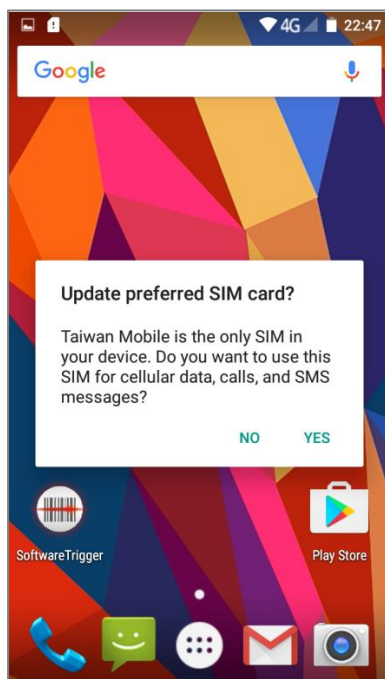 4G 22:47
Google
Update preferred SIM card?
Taiwan Mobile is the only SIM in
your device. Do you want to use this
SIM for cellular data, calls, and SMS
messages?
NO YES
SoftwareTrigger Play Store